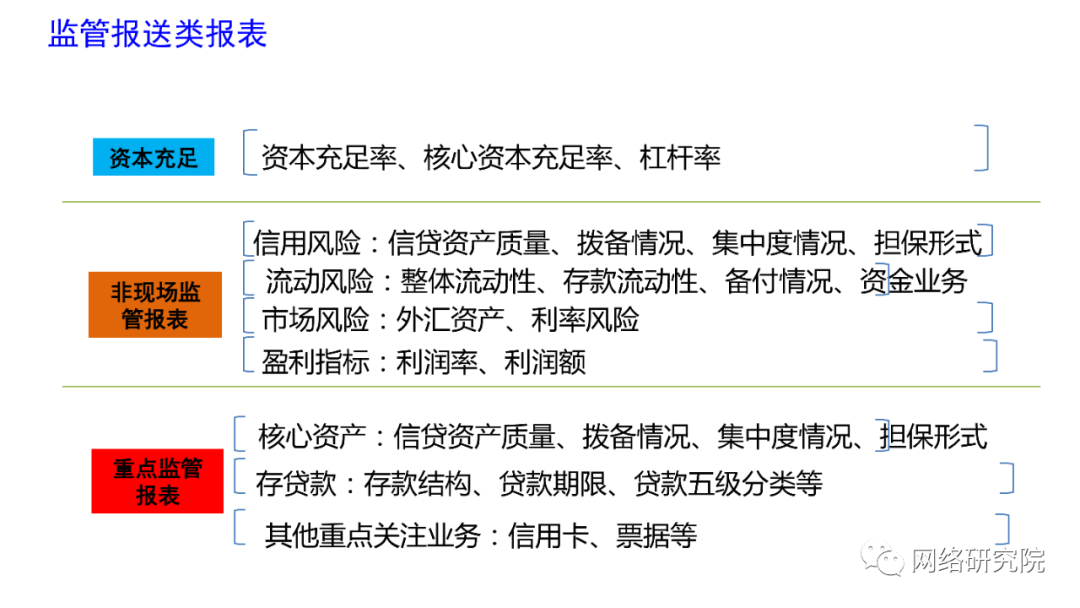 监管报送类报表
资本充足
资本充足率、核心资本充足率、杠杆率
非现场监
管报表
信用风险：信贷资产质量、拨备情况、集中度情况、担保形式
流动风险：整体流动性、存款流动性、备付情况、资金业务
市场风险：外汇资产、利率风险
盈利指标：利润率、利润额
重点监管
报表
核心资产：信贷资产质量、拨备情况、集中度情况、担保形式
存贷款：存款结构、贷款期限、贷款五级分类等
其他重点关注业务：信用卡、票据等
网络研究院